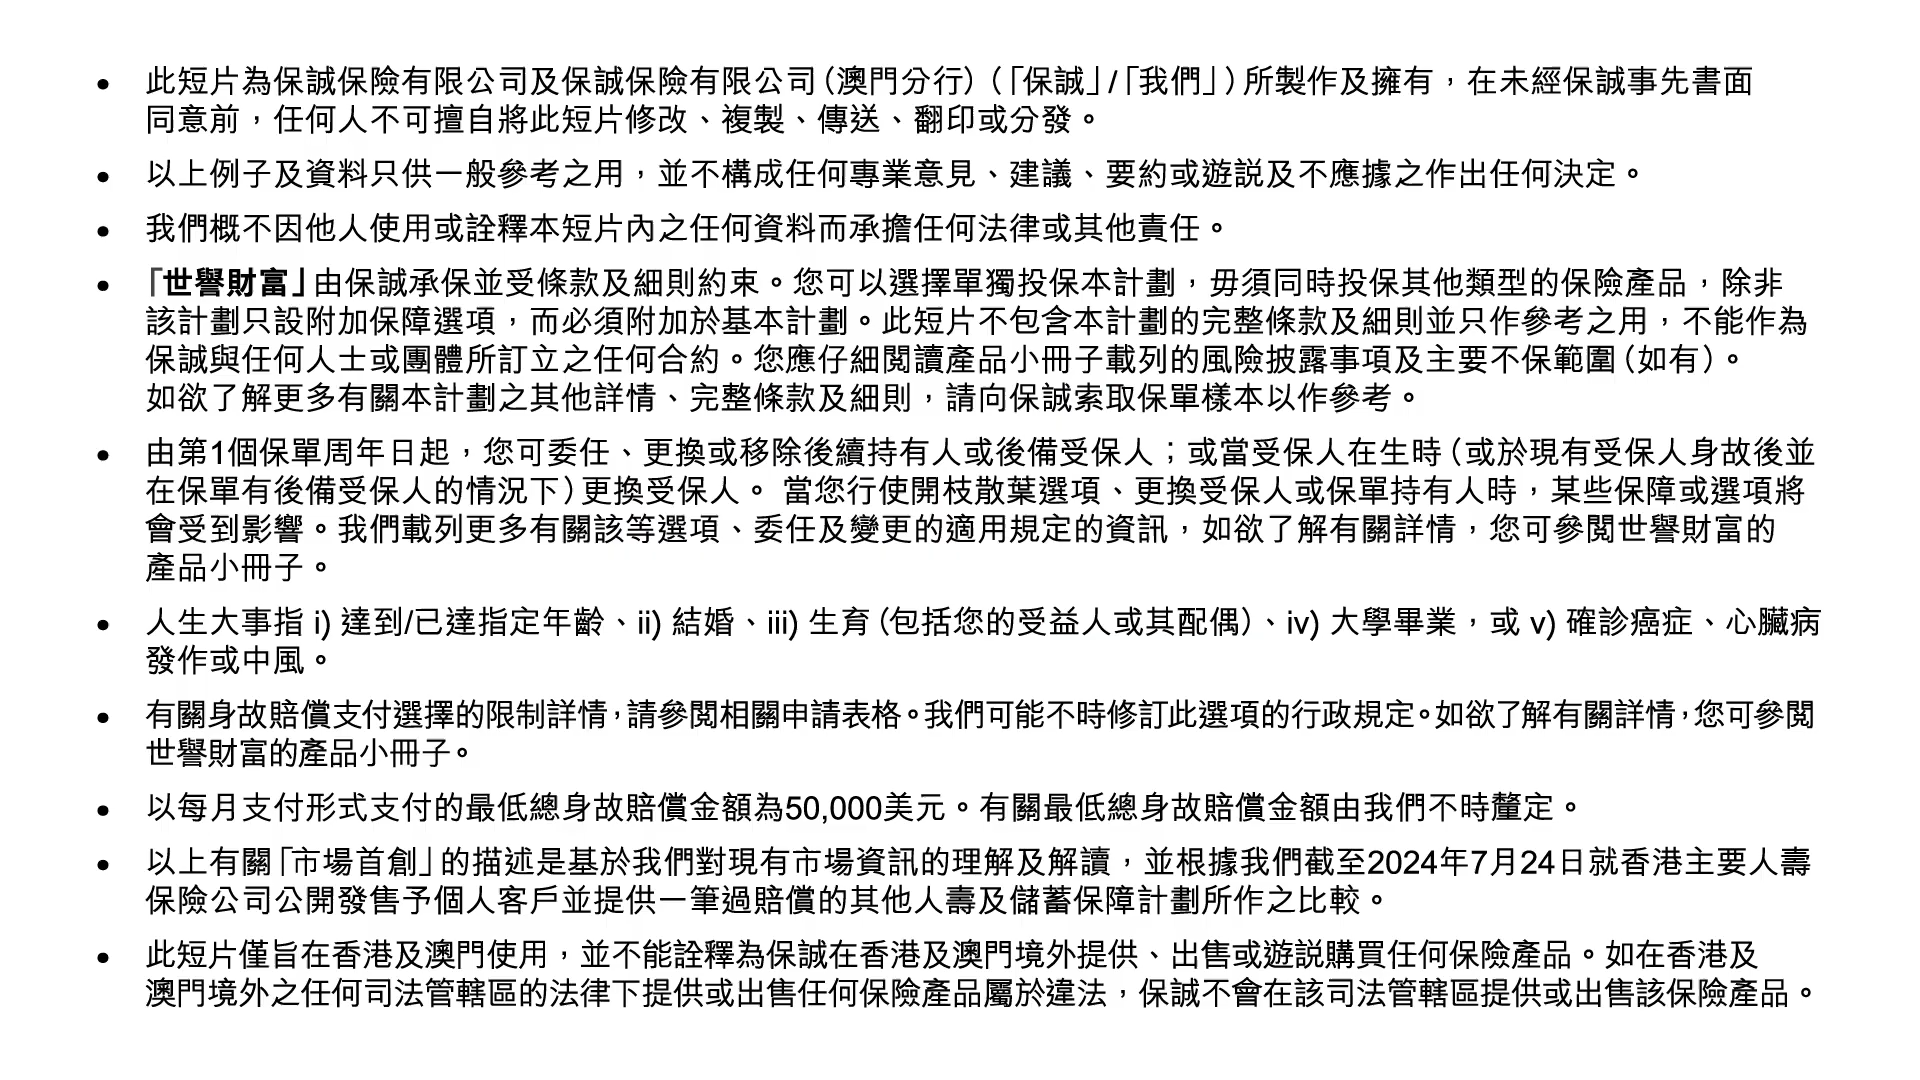 • 此短片為保誠保險有限公司及保誠保險有限公司（澳門分行）（「保誠」/「我們」）所製作及擁有，在未經保誠事先書面
同意前，任何人不可擅自將此短片修改、複製、傳送、翻印或分發。
• 以上例子及資料只供一般參考之用，並不構成任何專業意見、建議、要約或遊説及不應據之作出任何決定。
• 我們概不因他人使用或詮釋本短片內之任何資料而承擔任何法律或其他責任。
• 「世譽財富」由保誠承保並受條款及細則約束。您可以選擇單獨投保本計劃，毋須同時投保其他類型的保險產品，除非
該計劃只設附加保障選項，而必須附加於基本計劃。此短片不包含本計劃的完整條款及細則並只作參考之用，不能作為
保誠與任何人士或團體所訂立之任何合約。您應仔細閱讀產品小冊子載列的風險披露事項及主要不保範圍（如有）。
如欲了解更多有關本計劃之其他詳情、完整條款及細則，請向保誠索取保單樣本以作參考。
• 由第1個保單周年日起，您可委任、更換或移除後續持有人或後備受保人；或當受保人在生時（或於現有受保人身故後並
在保單有後備受保人的情況下）更換受保人。 當您行使開枝散葉選項、更換受保人或保單持有人時，某些保障或選項將
會受到影響。我們載列更多有關該等選項、委任及變更的適用規定的資訊，如欲了解有關詳情，您可參閱世譽財富的
產品小冊子。
• 人生大事指 i) 達到/已達指定年齡、ii) 結婚、iii) 生育（包括您的受益人或其配偶）、iv) 大學畢業，或 v) 確診癌症、心臟病
發作或中風。
• 有關身故賠償支付選擇的限制詳情，請參閱相關申請表格。我們可能不時修訂此選項的行政規定。如欲了解有關詳情，您可參閱
世譽財富的產品小冊子。
• 以每月支付形式支付的最低總身故賠償金額為50,000美元。有關最低總身故賠償金額由我們不時釐定。
• 以上有關「市場首創」的描述是基於我們對現有市場資訊的理解及解讀，並根據我們截至2024年7月24日就香港主要人壽
保險公司公開發售予個人客戶並提供一筆過賠償的其他人壽及儲蓄保障計劃所作之比較。
• 此短片僅旨在香港及澳門使用，並不能詮釋為保誠在香港及澳門境外提供、出售或遊説購買任何保險產品。如在香港及
澳門境外之任何司法管轄區的法律下提供或出售任何保險產品屬於違法，保誠不會在該司法管轄區提供或出售該保險產品。